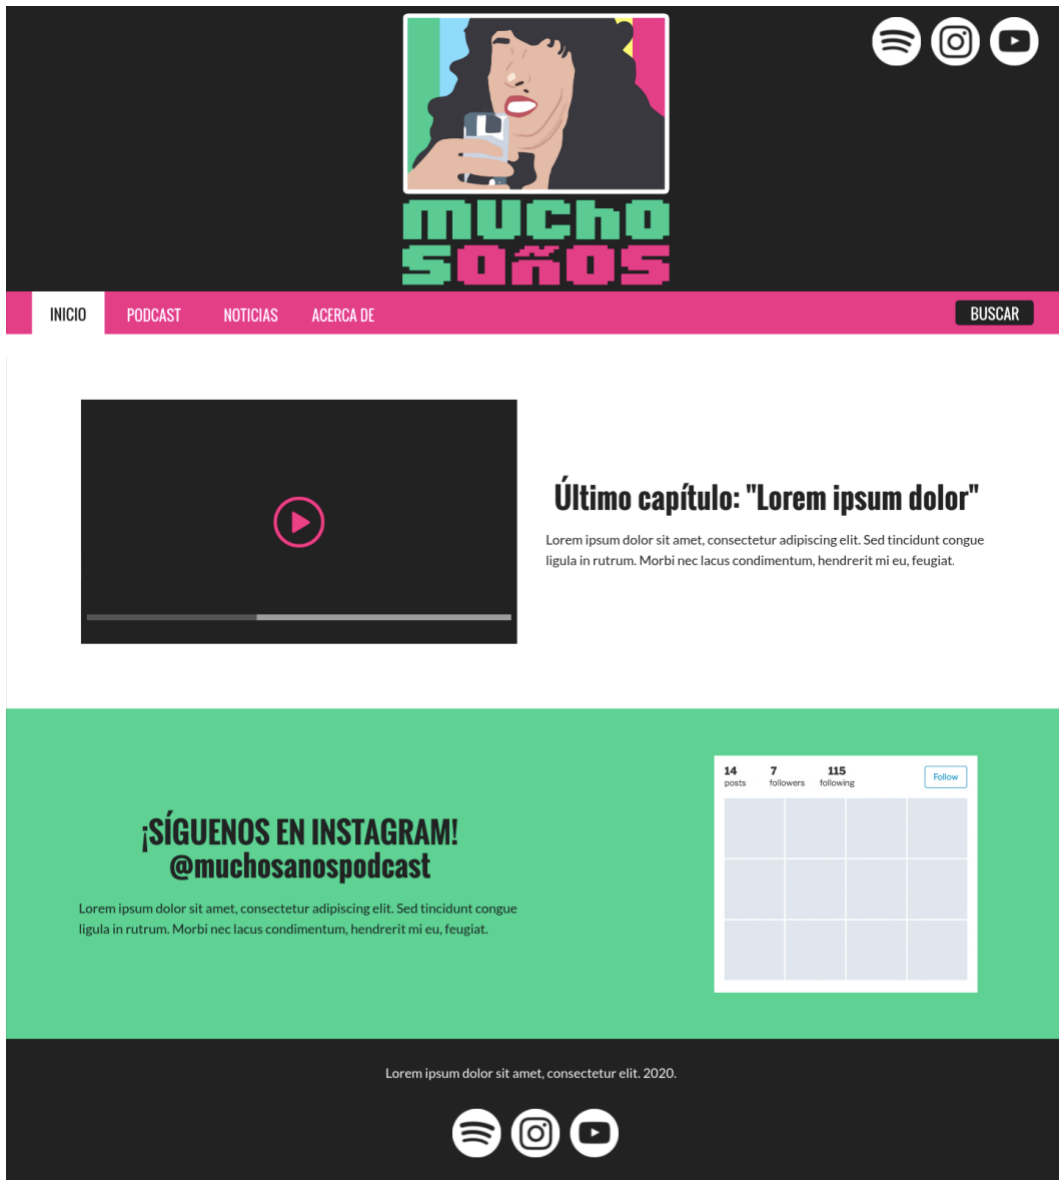 mucho
soños
INICIO
PODCAST
NOTICIAS
ACERCA DE
BUSCAR
Último capítulo: "Lorem ipsum dolor"
Lorem ipsum dolor sit amet, consectetur adipiscing elit. Sed tincidunt congue
ligula in rutrum. Morbi nec lacus condimentum, hendrerit mi eu, feugiat.
¡SÍGUENOS EN INSTAGRAM!
@muchosanospodcast
Lorem ipsum dolor sit amet, consectetur adipiscing elit. Sed tincidunt congue
ligula in rutrum. Morbi nec lacus condimentum, hendrerit mi eu, feugiat.
14 7 115
posts followers following
Follow
Lorem ipsum dolor sit amet, consectetur elit. 2020.